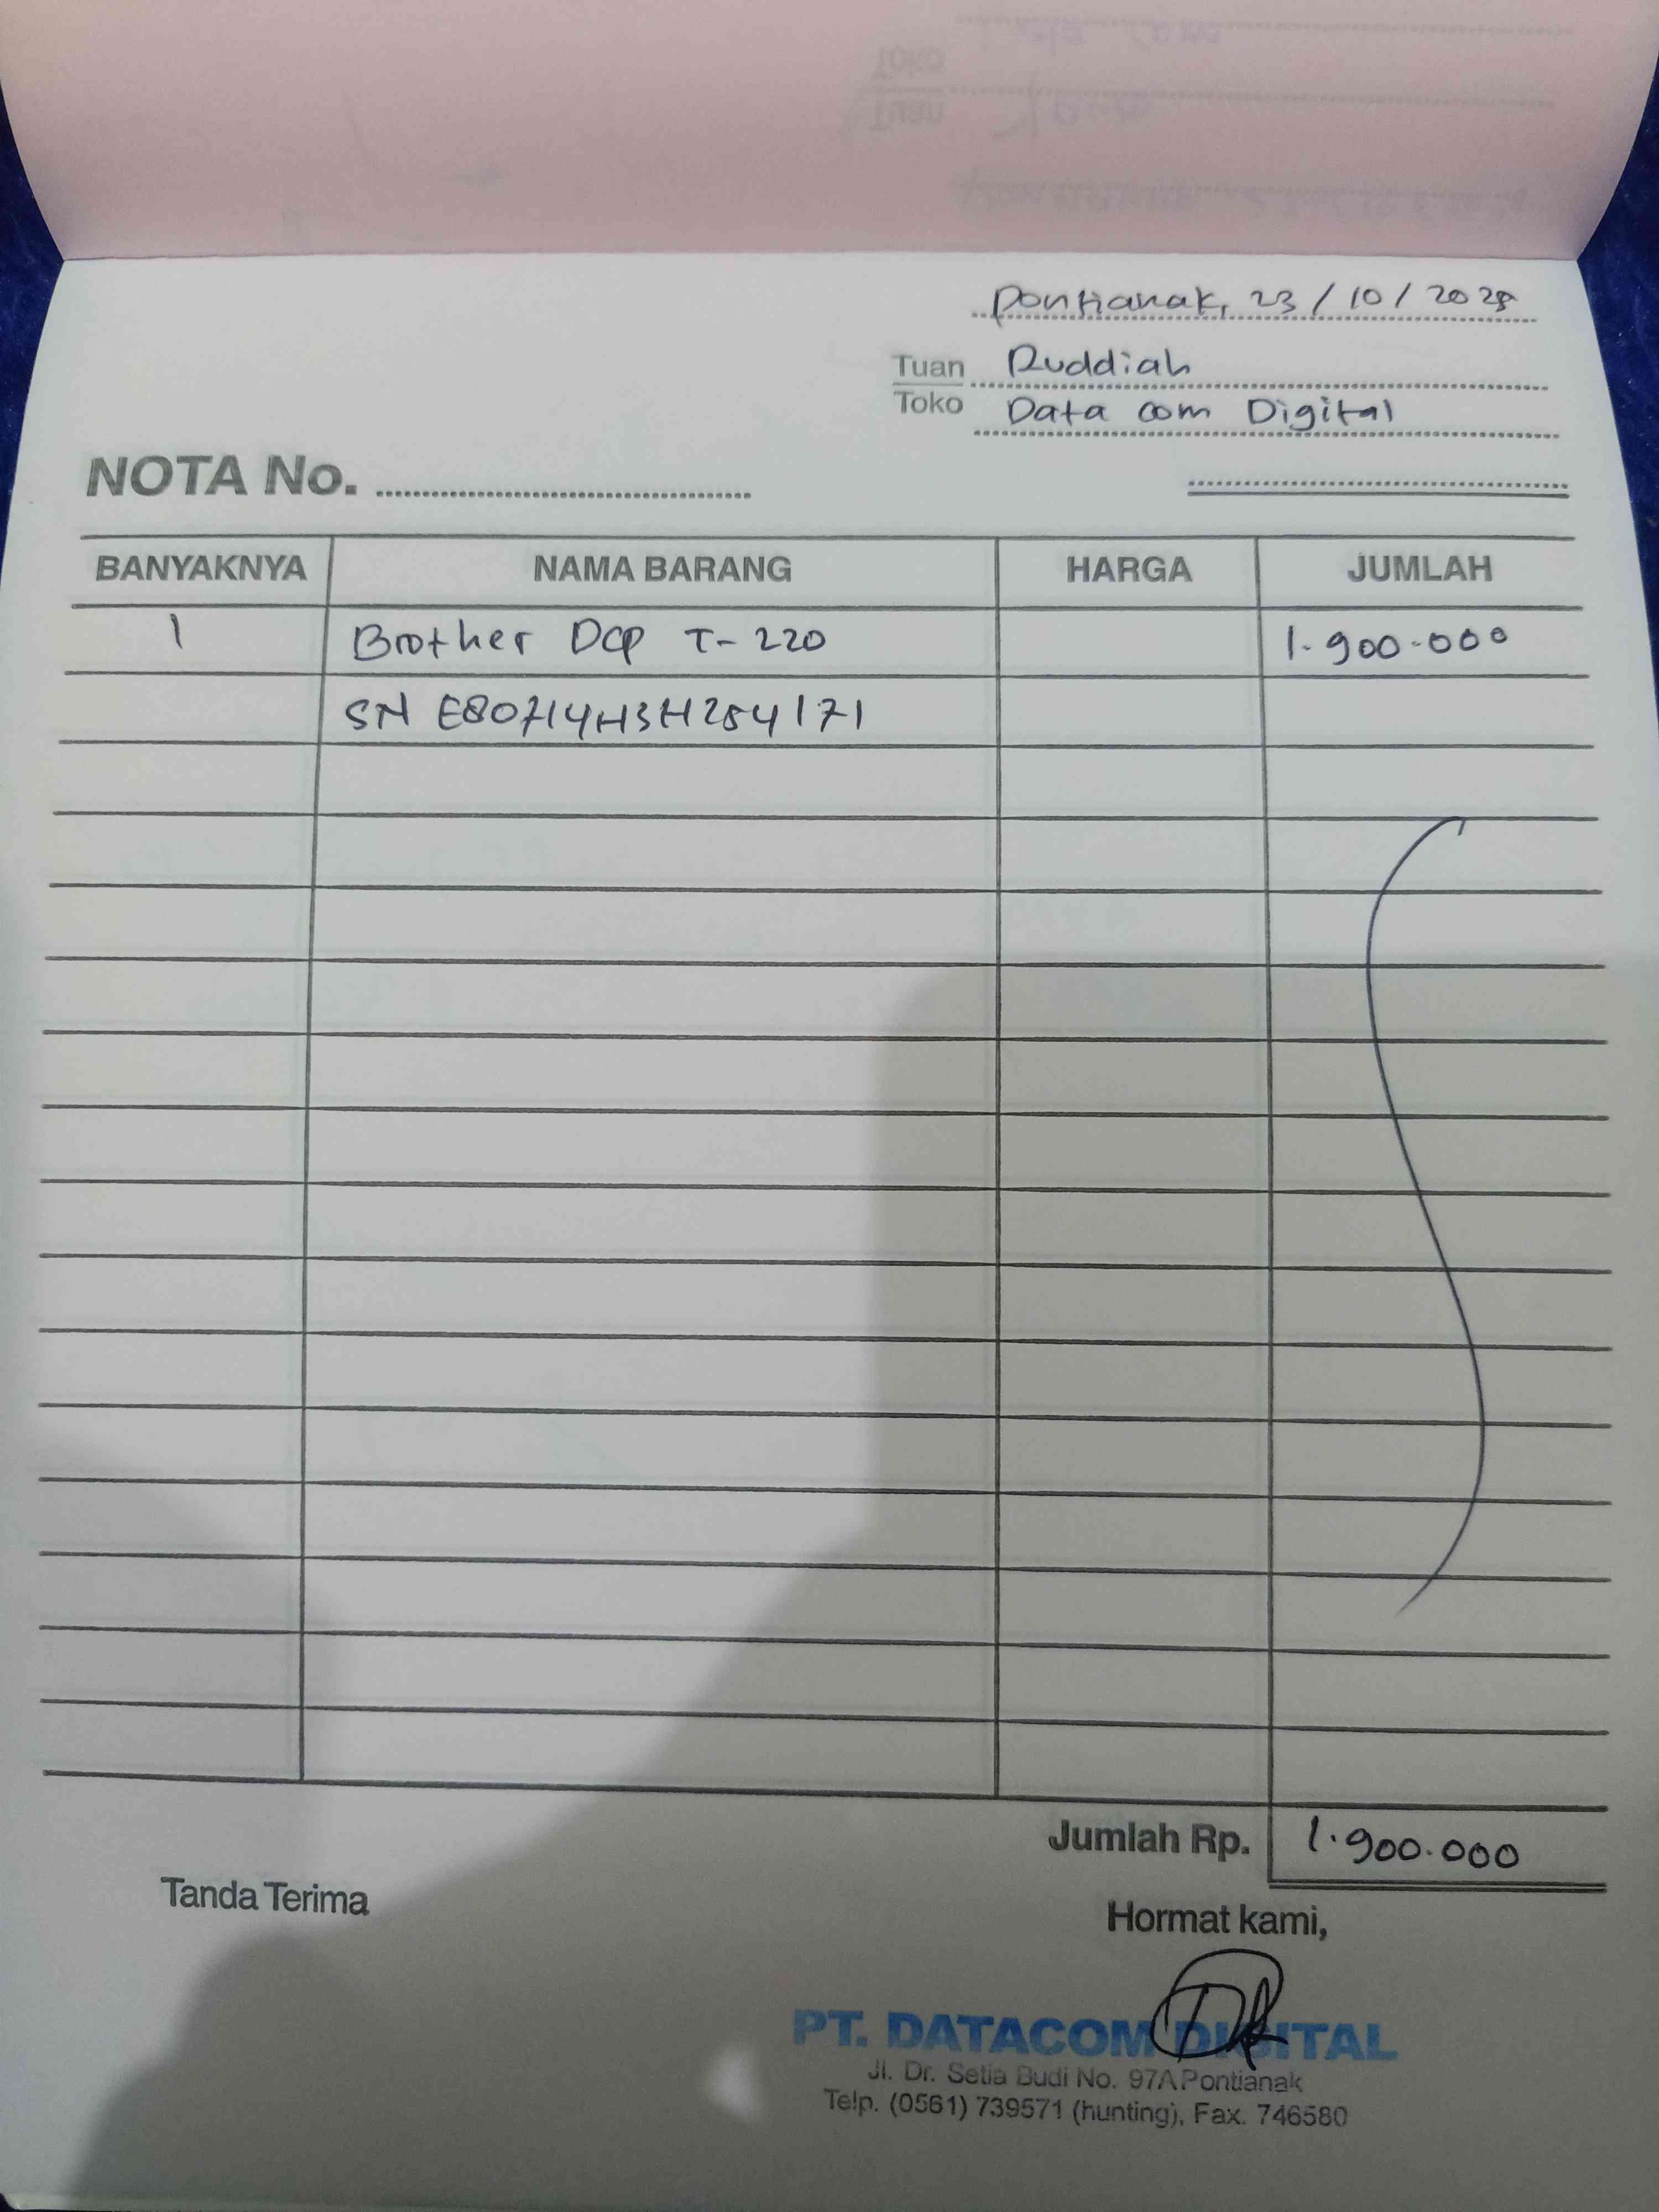 Pontianak, 23 / 10 / 2025
Tuan Ruddiah
Toko Data com Digital
NOTA No.
BANYAKNYA NAMA BARANG HARGA JUMLAH
1 Brother DCP T-220 1.900.000
SN E80714H3H254171
Jumlah Rp. 1.900.000
Tanda Terima
Hormat kami,
PT. DATACOM DIGITAL
Jl. Dr. Setia Budi No. 97A Pontianak
Telp. (0561) 739571 (hunting), Fax. 746580